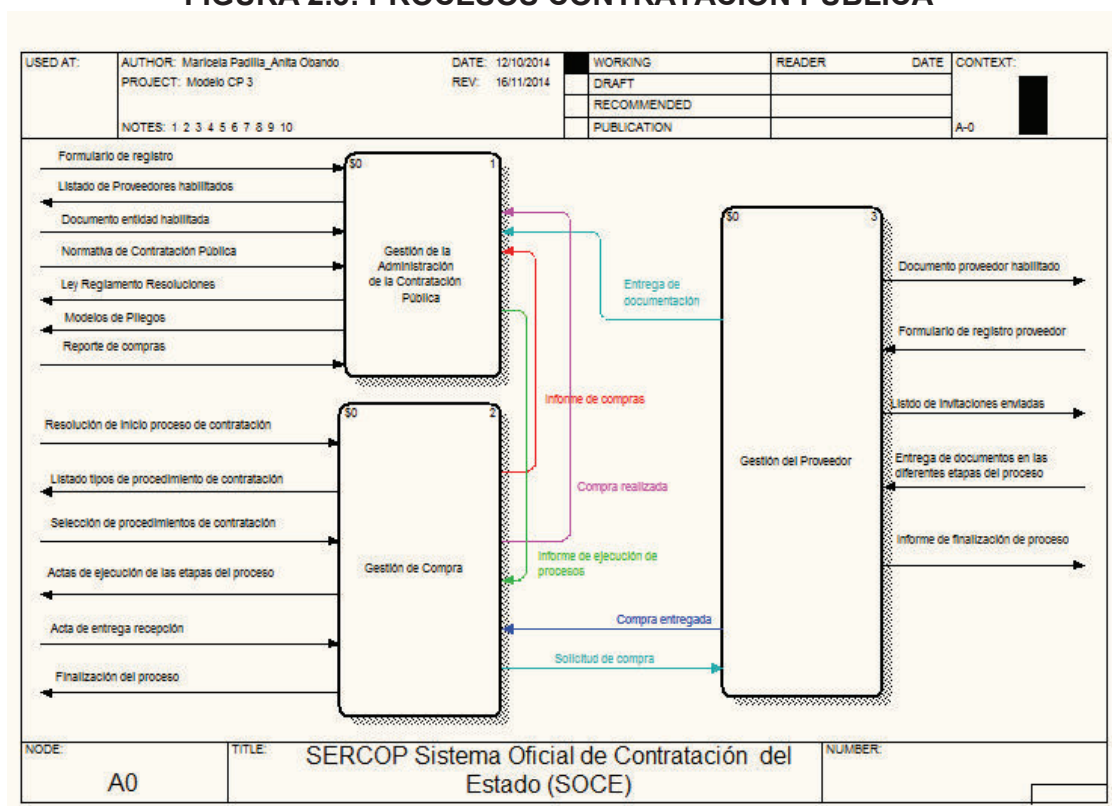 FIGURA 2.6: PROCESOS CONTRATACIÓN PÚBLICA
USED AT:
AUTHOR: Maricela Padilla_Anita Obando
DATE: 12/10/2014
PROJECT: Modelo CP 3
REV: 16/11/2014
NOTES: 1 2 3 4 5 6 7 8 9 10
WORKING
DRAFT
RECOMMENDED
PUBLICATION
READER
DATE
CONTEXT:
A-0
Formulario de registro
Listado de Proveedores habilitados
Documento entidad habilitada
Normativa de Contratación Pública
Ley Reglamento Resoluciones
Modelos de Pliegos
Reporte de compras
$0
1
Gestión de la
Administración
de la Contratación
Pública
Resolución de inicio proceso de contratación
Listado tipos de procedimiento de contratación
Selección de procedimientos de contratación
Actas de ejecución de las etapas del proceso
Acta de entrega recepción
Finalización del proceso
$0
2
Gestión de Compra
Entrega de
documentación
Informe de compras
Compra realizada
Informe de ejecución de
procesos
Compra entregada
Solicitud de compra
$0
3
Gestión del Proveedor
Documento proveedor habilitado
Formulario de registro proveedor
Listdo de invitaciones enviadas
Entrega de documentos en las
diferentes etapas del proceso
Informe de finalización de proceso
NODE:
A0
TITLE:
SERCOP Sistema Oficial de Contratación del
Estado (SOCE)
NUMBER: